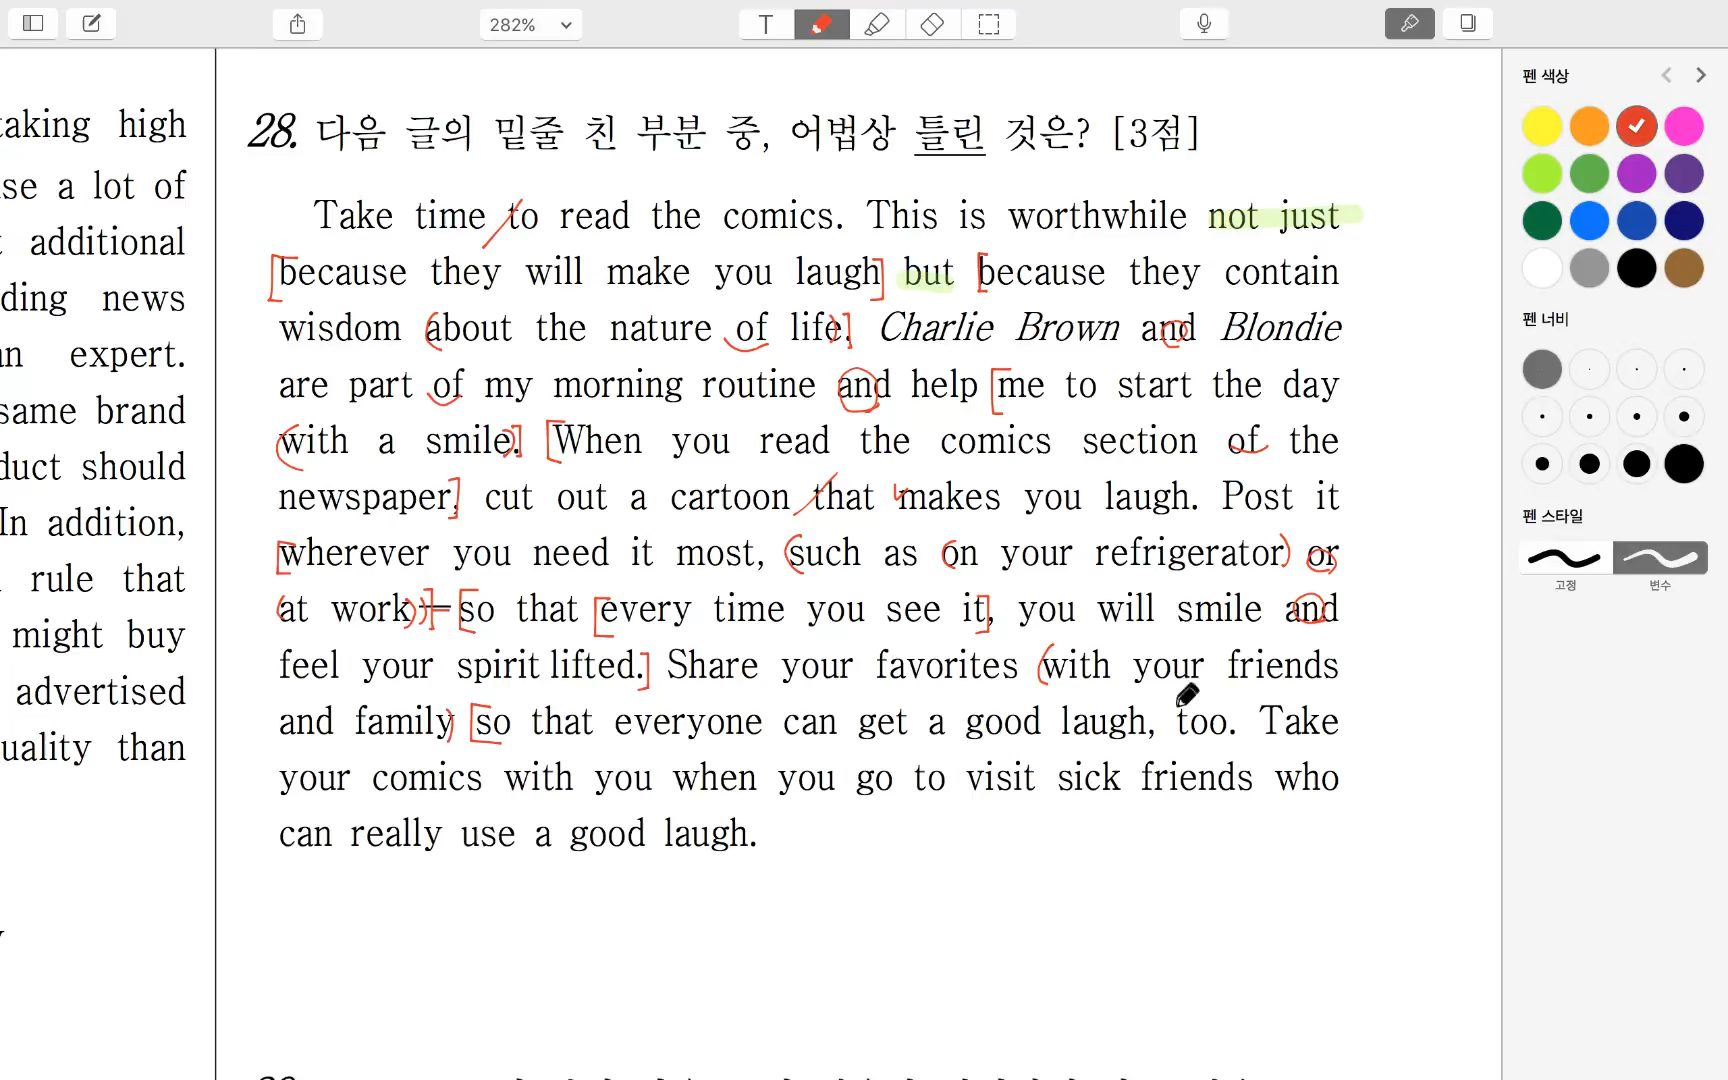 282%
T
taking high
se a lot of
additional
ding news
an expert.
same brand
duct should
In addition,
rule that
might buy
advertised
uality than
28. 다음 글의 밑줄 친 부분 중, 어법상 틀린 것은? [3점]
Take time to read the comics. This is worthwhile not just
because they will make you laugh but because they contain
wisdom about the nature of life. Charlie Brown and Blondie
are part of my morning routine and help me to start the day
with a smile. When you read the comics section of the
newspaper, cut out a cartoon that makes you laugh. Post it
wherever you need it most, such as on your refrigerator or
at work—so that every time you see it, you will smile and
feel your spirit lifted. Share your favorites with your friends
and family so that everyone can get a good laugh, too. Take
your comics with you when you go to visit sick friends who
can really use a good laugh.
펜 색상
펜 너비
펜 스타일
고정 변수